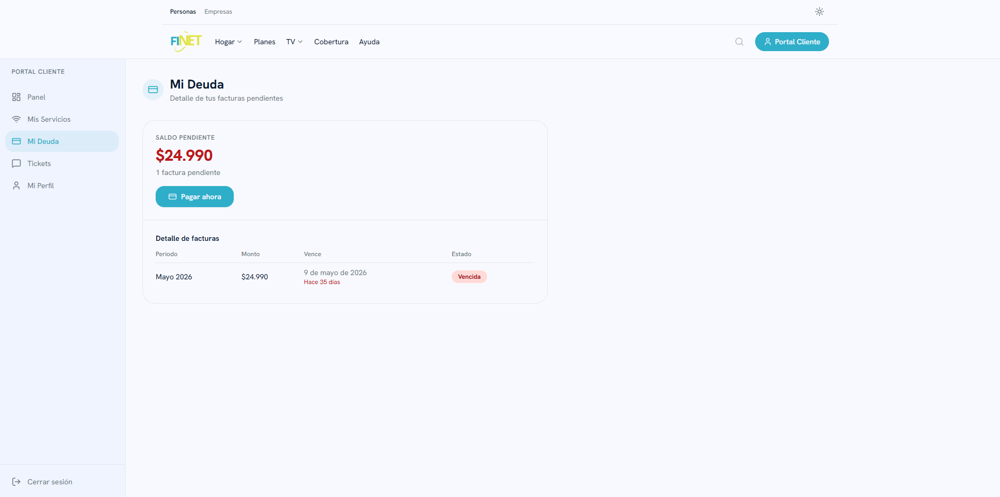 Personas Empresas
FINET
Hogar Planes TV Cobertura Ayuda
Portal Cliente
PORTAL CLIENTE
Panel
Mis Servicios
Mi Deuda
Tickets
Mi Perfil
Cerrar sesión
Mi Deuda
Detalle de tus facturas pendientes
SALDO PENDIENTE
$24.990
1 factura pendiente
Pagar ahora
Detalle de facturas
Periodo Monto Vence Estado
Mayo 2026 $24.990 9 de mayo de 2026 Vencida
Hace 35 días